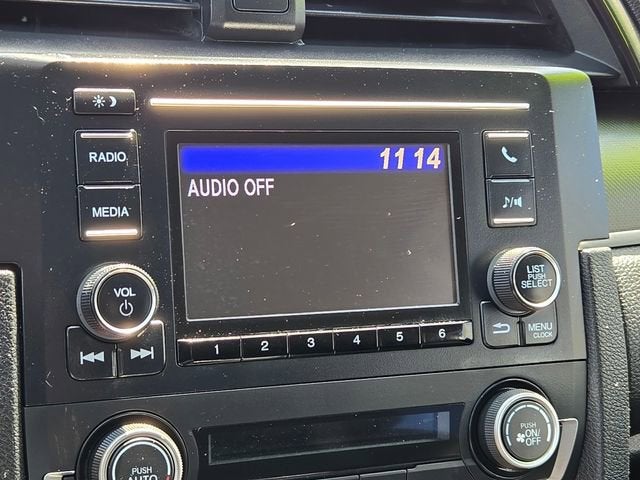 RADIO
MEDIA
11 14
AUDIO OFF
VOL
LIST
PUSH
SELECT
MENU
CLOCK
1 2 3 4 5 6
PUSH
AUTO
PUSH
ON/
OFF